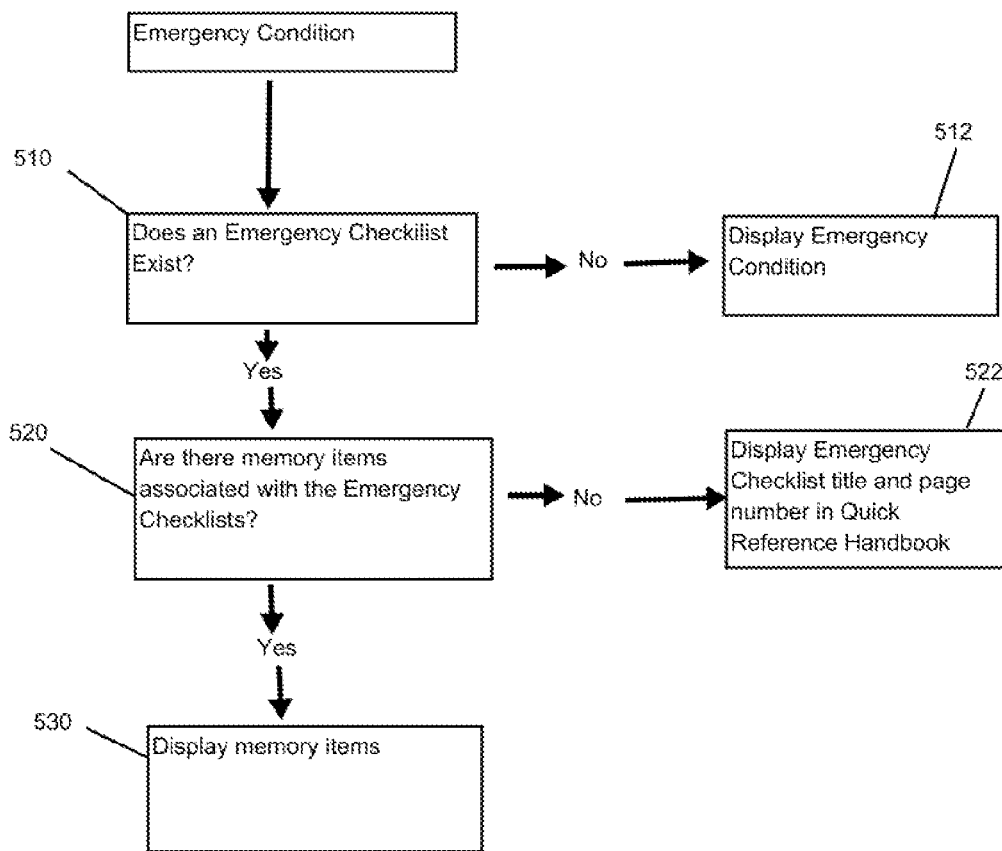 Emergency Condition
510
Does an Emergency Checkilist
Exist?
No
512
Display Emergency
Condition
Yes
520
Are there memory items
associated with the Emergency
Checklists?
No
522
Display Emergency
Checklist title and page
number in Quick
Reference Handbook
Yes
530
Display memory items